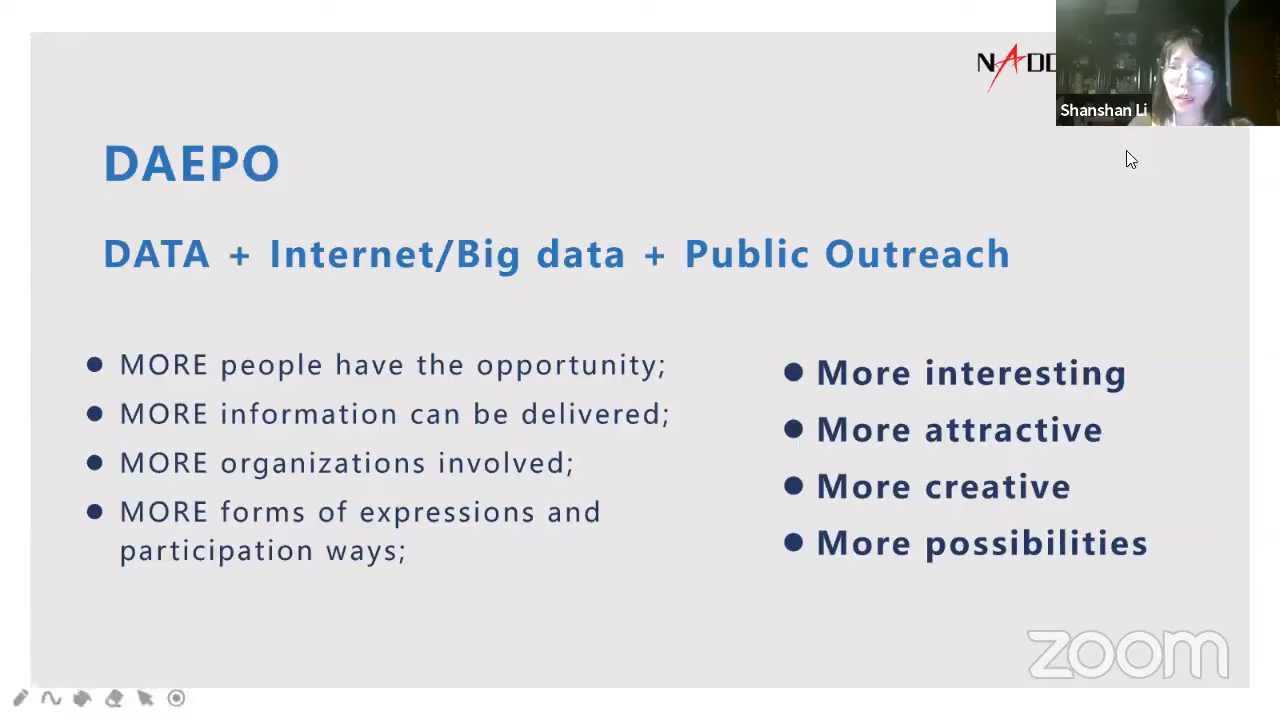 Shanshan Li
DAEPO
DATA + Internet/Big data + Public Outreach
MORE people have the opportunity;
MORE information can be delivered;
MORE organizations involved;
MORE forms of expressions and
participation ways;
More interesting
More attractive
More creative
More possibilities
zoom